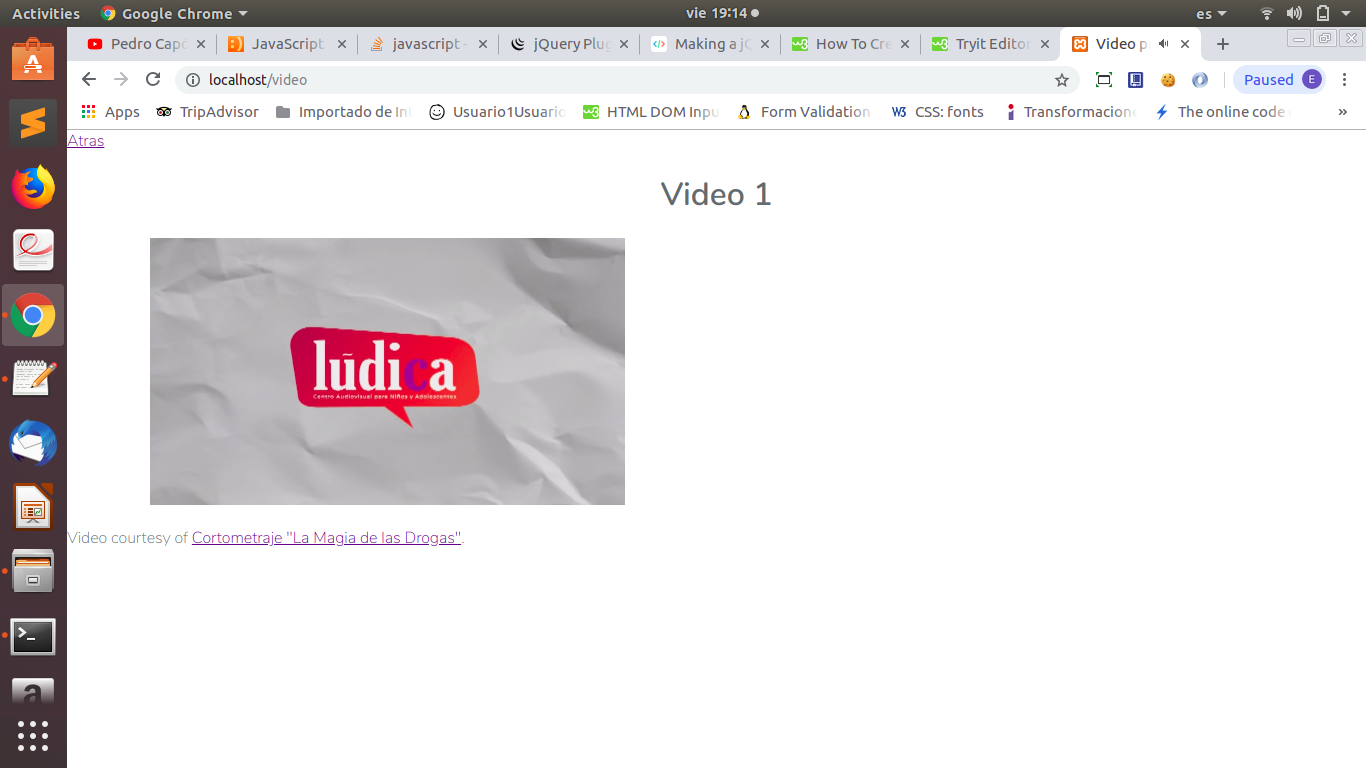 Activities Google Chrome vie 19:14 es
Pedro Capó JavaScript javascript - jQuery Plug Making a jQ How To Cre Tryit Editor Video p
localhost/video Paused E
Apps TripAdvisor Importado de Int Usuario1Usuario HTML DOM Inpu Form Validation CSS: fonts Transformacione The online code »
Atras
Video 1
lūdica
Centro Audiovisual para Niños y Adolescentes
Video courtesy of Cortometraje "La Magia de las Drogas".